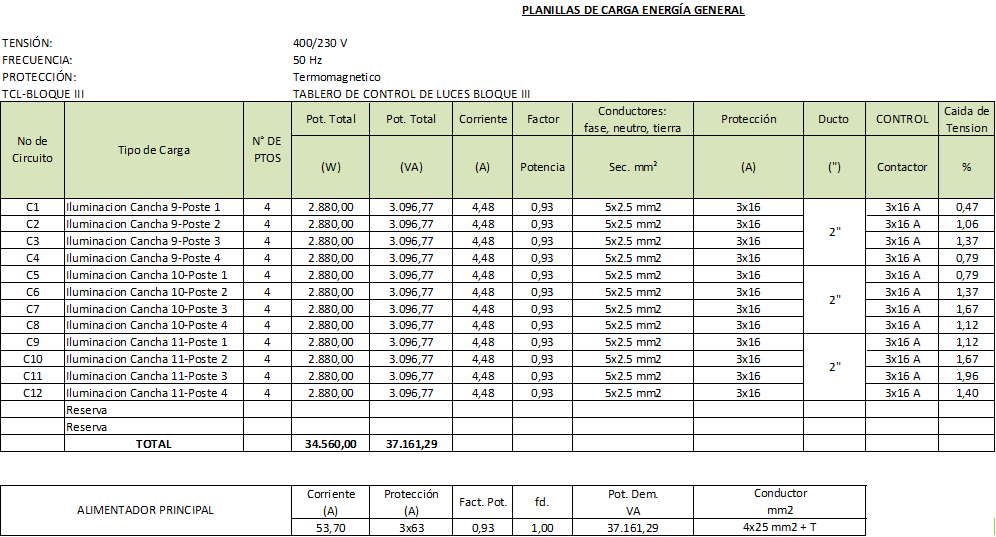 PLANILLAS DE CARGA ENERGÍA GENERAL
TENSIÓN: 400/230 V
FRECUENCIA: 50 Hz
PROTECCIÓN: Termomagnetico
TCL-BLOQUE III TABLERO DE CONTROL DE LUCES BLOQUE III
No de Circuito Tipo de Carga N° DE PTOS Pot. Total (W) Pot. Total (VA) Corriente (A) Factor Potencia Conductores: fase, neutro, tierra Sec. mm² Protección (A) Ducto (") CONTROL Contactor Caida de Tension %
C1 Iluminacion Cancha 9-Poste 1 4 2.880,00 3.096,77 4,48 0,93 5x2.5 mm2 3x16 2" 3x16 A 0,47
C2 Iluminacion Cancha 9-Poste 2 4 2.880,00 3.096,77 4,48 0,93 5x2.5 mm2 3x16 3x16 A 1,06
C3 Iluminacion Cancha 9-Poste 3 4 2.880,00 3.096,77 4,48 0,93 5x2.5 mm2 3x16 3x16 A 1,37
C4 Iluminacion Cancha 9-Poste 4 4 2.880,00 3.096,77 4,48 0,93 5x2.5 mm2 3x16 3x16 A 0,79
C5 Iluminacion Cancha 10-Poste 1 4 2.880,00 3.096,77 4,48 0,93 5x2.5 mm2 3x16 2" 3x16 A 0,79
C6 Iluminacion Cancha 10-Poste 2 4 2.880,00 3.096,77 4,48 0,93 5x2.5 mm2 3x16 3x16 A 1,37
C7 Iluminacion Cancha 10-Poste 3 4 2.880,00 3.096,77 4,48 0,93 5x2.5 mm2 3x16 3x16 A 1,67
C8 Iluminacion Cancha 10-Poste 4 4 2.880,00 3.096,77 4,48 0,93 5x2.5 mm2 3x16 3x16 A 1,12
C9 Iluminacion Cancha 11-Poste 1 4 2.880,00 3.096,77 4,48 0,93 5x2.5 mm2 3x16 2" 3x16 A 1,12
C10 Iluminacion Cancha 11-Poste 2 4 2.880,00 3.096,77 4,48 0,93 5x2.5 mm2 3x16 3x16 A 1,67
C11 Iluminacion Cancha 11-Poste 3 4 2.880,00 3.096,77 4,48 0,93 5x2.5 mm2 3x16 3x16 A 1,96
C12 Iluminacion Cancha 11-Poste 4 4 2.880,00 3.096,77 4,48 0,93 5x2.5 mm2 3x16 3x16 A 1,40
Reserva
Reserva
TOTAL 34.560,00 37.161,29
ALIMENTADOR PRINCIPAL Corriente (A) Protección (A) Fact. Pot. fd. Pot. Dem. VA Conductor mm2
53,70 3x63 0,93 1,00 37.161,29 4x25 mm2 + T